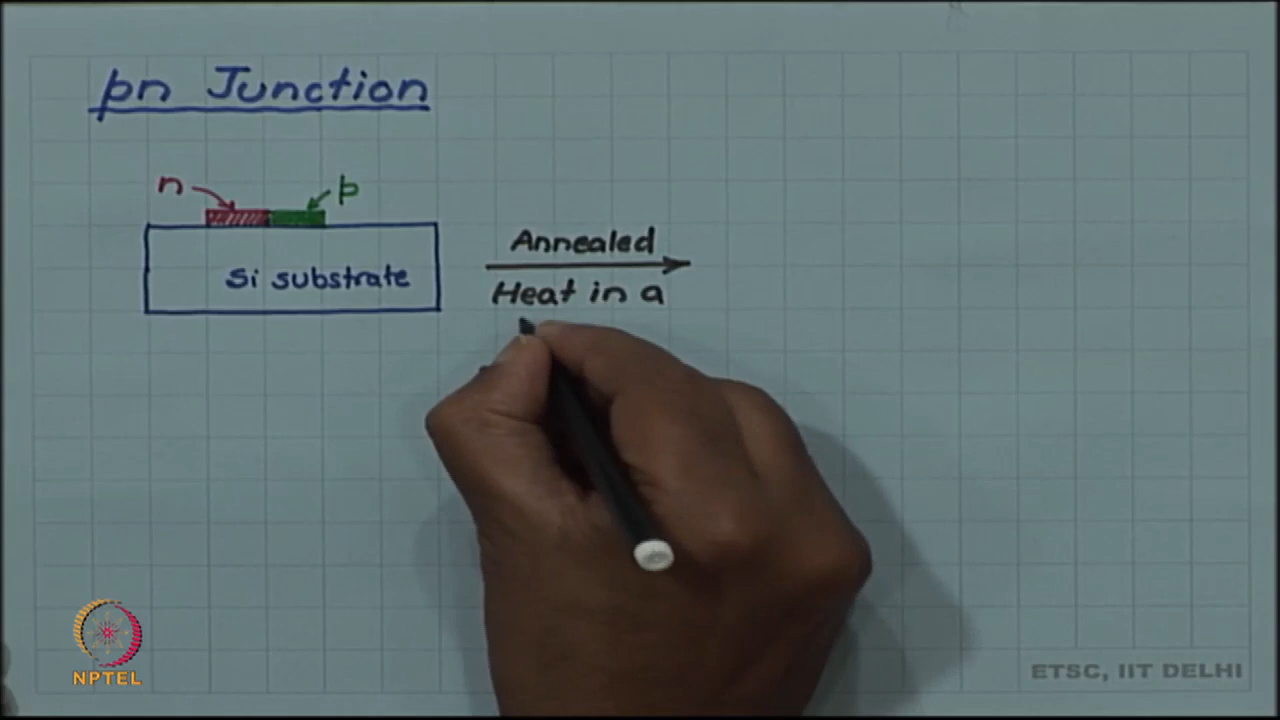 pn Junction
n
p
Si substrate
Annealed
Heat in a
NPTEL
ETSC, IIT DELHI